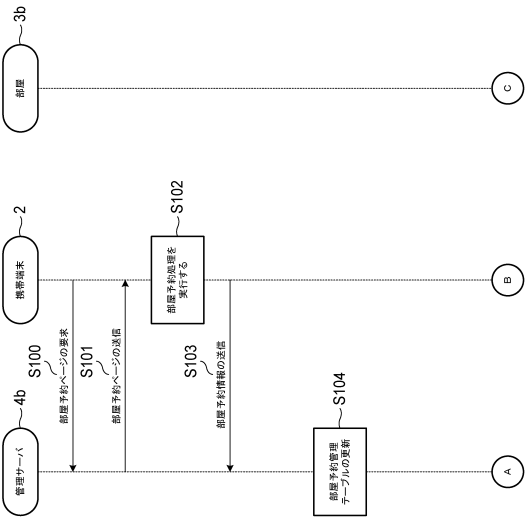 管理サーバ
4b
携帯端末
2
部屋
3b
S100
部屋予約ページの要求
S101
部屋予約ページの送信
S102
部屋予約処理を
実行する
S103
部屋予約情報の送信
S104
部屋予約管理
テーブルの更新
A
B
C